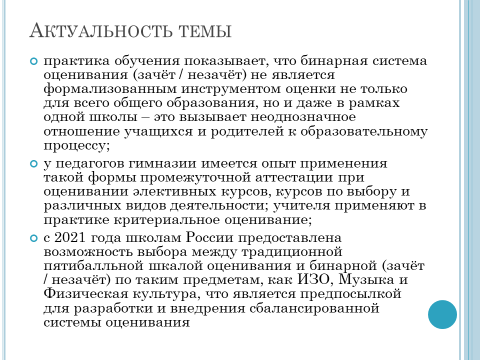 Актуальность темы
практика обучения показывает, что бинарная система
оценивания (зачёт / незачёт) не является
формализованным инструментом оценки не только
для всего общего образования, но и даже в рамках
одной школы – это вызывает неоднозначное
отношение учащихся и родителей к образовательному
процессу;
у педагогов гимназии имеется опыт применения
такой формы промежуточной аттестации при
оценивании элективных курсов, курсов по выбору и
различных видов деятельности; учителя применяют в
практике критериальное оценивание;
с 2021 года школам России предоставлена
возможность выбора между традиционной
пятибалльной шкалой оценивания и бинарной (зачёт
/ незачёт) по таким предметам, как ИЗО, Музыка и
Физическая культура, что является предпосылкой
для разработки и внедрения сбалансированной
системы оценивания